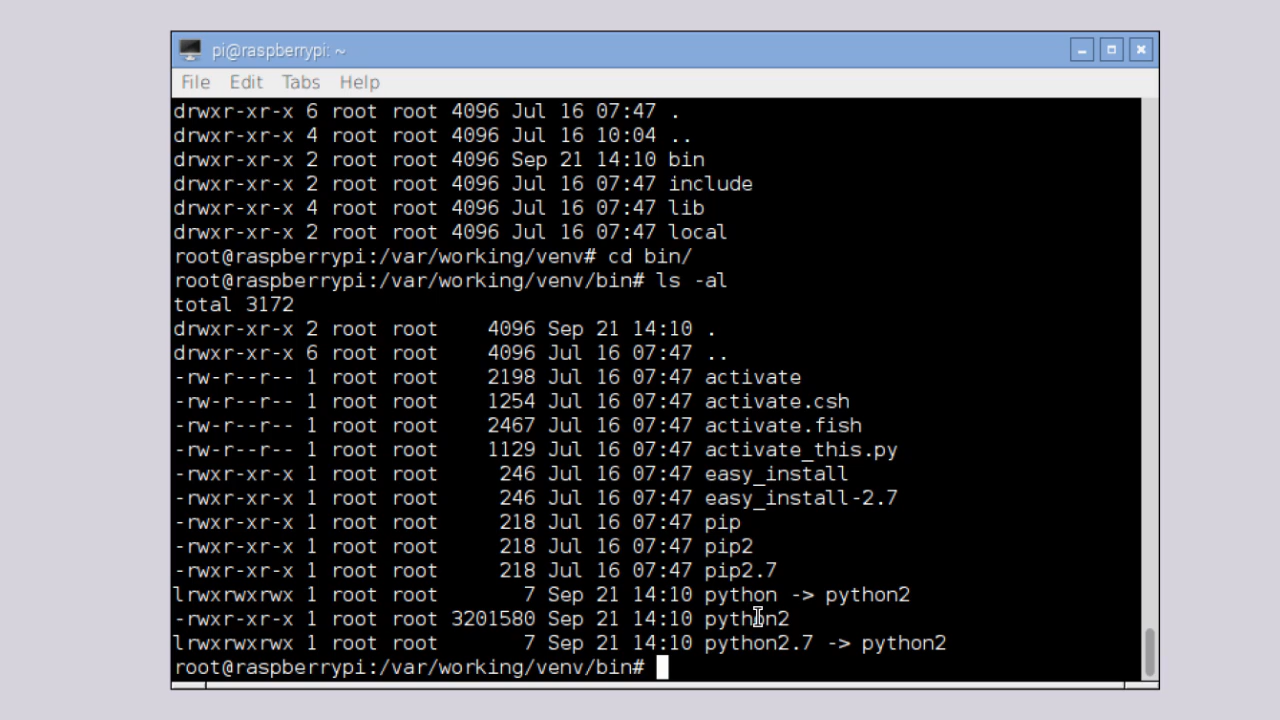 pi@raspberrypi: ~
File Edit Tabs Help
drwxr-xr-x 6 root root 4096 Jul 16 07:47 .
drwxr-xr-x 4 root root 4096 Jul 16 10:04 ..
drwxr-xr-x 2 root root 4096 Sep 21 14:10 bin
drwxr-xr-x 2 root root 4096 Jul 16 07:47 include
drwxr-xr-x 4 root root 4096 Jul 16 07:47 lib
drwxr-xr-x 2 root root 4096 Jul 16 07:47 local
root@raspberrypi:/var/working/venv# cd bin/
root@raspberrypi:/var/working/venv/bin# ls -al
total 3172
drwxr-xr-x 2 root root    4096 Sep 21 14:10 .
drwxr-xr-x 6 root root    4096 Jul 16 07:47 ..
-rw-r--r-- 1 root root    2198 Jul 16 07:47 activate
-rw-r--r-- 1 root root    1254 Jul 16 07:47 activate.csh
-rw-r--r-- 1 root root    2467 Jul 16 07:47 activate.fish
-rw-r--r-- 1 root root    1129 Jul 16 07:47 activate_this.py
-rwxr-xr-x 1 root root     246 Jul 16 07:47 easy_install
-rwxr-xr-x 1 root root     246 Jul 16 07:47 easy_install-2.7
-rwxr-xr-x 1 root root     218 Jul 16 07:47 pip
-rwxr-xr-x 1 root root     218 Jul 16 07:47 pip2
-rwxr-xr-x 1 root root     218 Jul 16 07:47 pip2.7
lrwxrwxrwx 1 root root       7 Sep 21 14:10 python -> python2
-rwxr-xr-x 1 root root 3201580 Sep 21 14:10 python2
lrwxrwxrwx 1 root root       7 Sep 21 14:10 python2.7 -> python2
root@raspberrypi:/var/working/venv/bin#